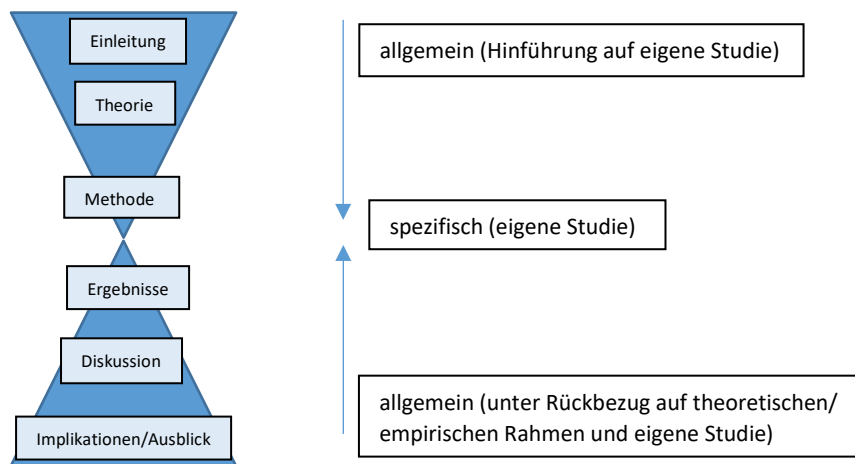 Einleitung
allgemein (Hinführung auf eigene Studie)
Theorie
Methode
spezifisch (eigene Studie)
Ergebnisse
Diskussion
allgemein (unter Rückbezug auf theoretischen/
empirischen Rahmen und eigene Studie)
Implikationen/Ausblick